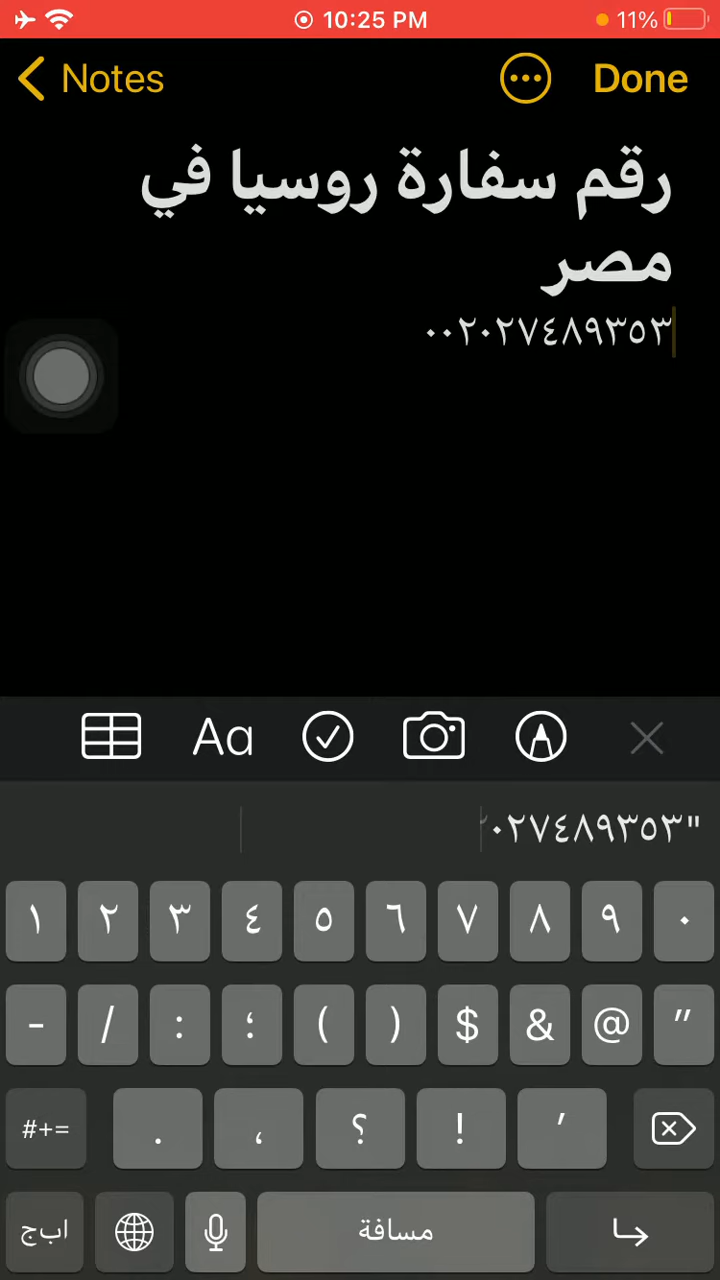 10:25 PM
11%
Notes
Done
رقم سفارة روسيا في
مصر
٠٠٢٠٢٧٤٨٩٣٥٣
Aa
٠٢٧٤٨٩٣٥٣"
١ ٢ ٣ ٤ ٥ ٦ ٧ ٨ ٩ ٠
- / : ؛ ( ) $ & @ "
#+= . ، ؟ ! '
اب‌ج
مسافة